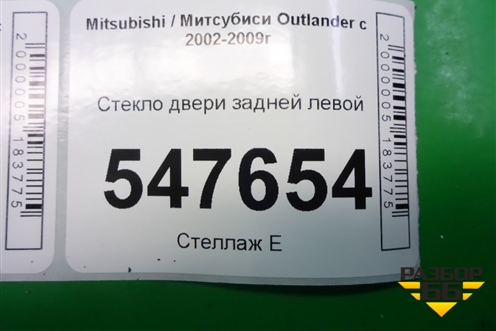 Mitsubishi / Митсубиси Outlander с
2002-2009г
Стекло двери задней левой
547654
Стеллаж Е
2000005183775
2000005183775
РАЗБОР
66